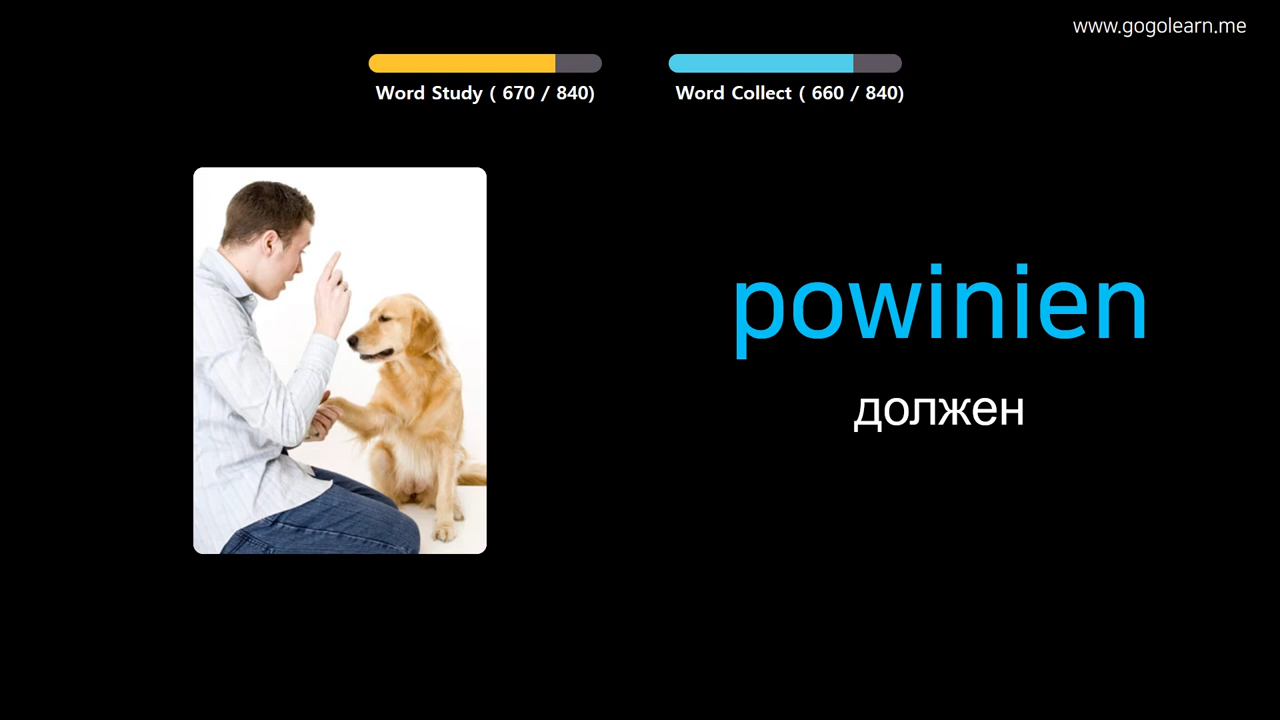 www.gogolearn.me
Word Study ( 670 / 840)
Word Collect ( 660 / 840)
powinien
должен